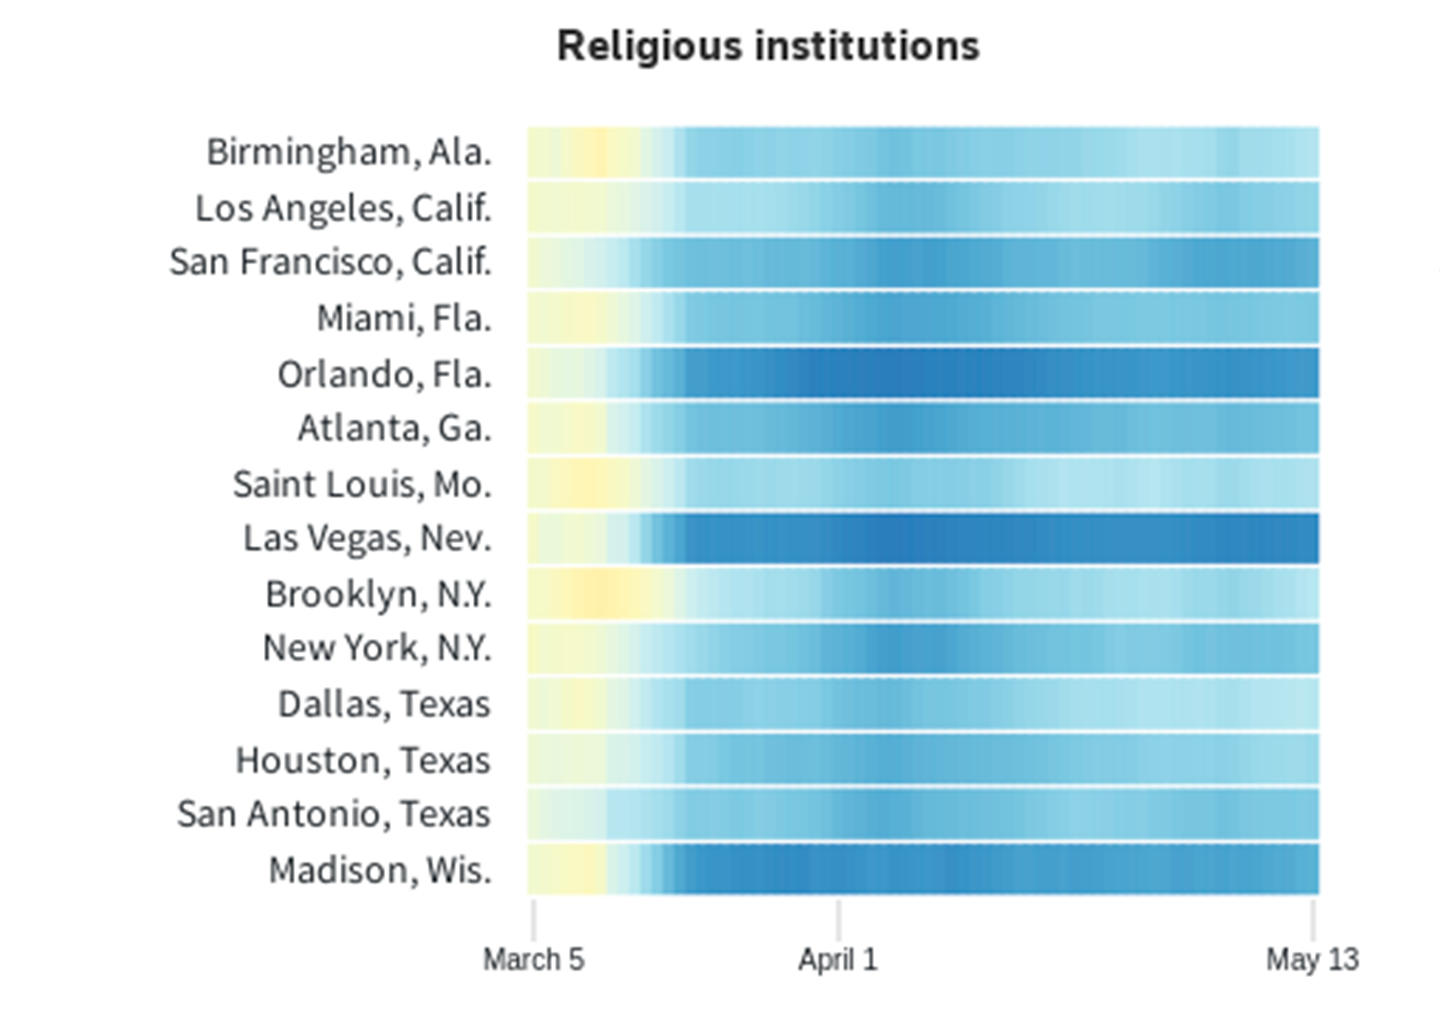 Religious institutions
Birmingham, Ala.
Los Angeles, Calif.
San Francisco, Calif.
Miami, Fla.
Orlando, Fla.
Atlanta, Ga.
Saint Louis, Mo.
Las Vegas, Nev.
Brooklyn, N.Y.
New York, N.Y.
Dallas, Texas
Houston, Texas
San Antonio, Texas
Madison, Wis.
March 5 April 1 May 13